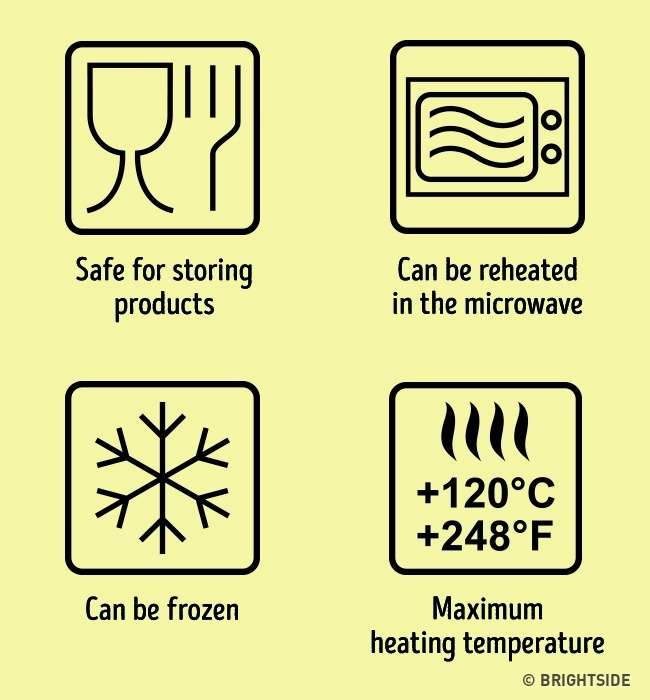 Safe for storing
products
Can be reheated
in the microwave
Can be frozen
+120°C
+248°F
Maximum
heating temperature
© BRIGHTSIDE